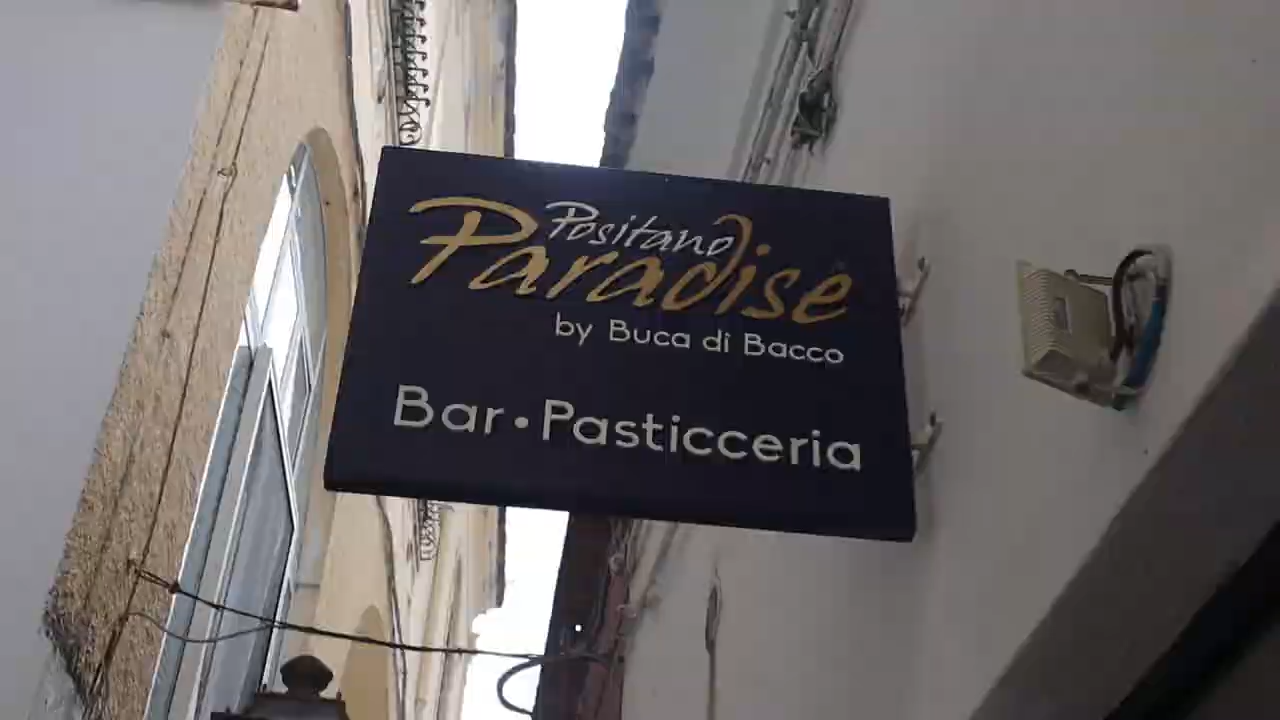 Positano
Paradise
by Buca di Bacco
Bar • Pasticceria